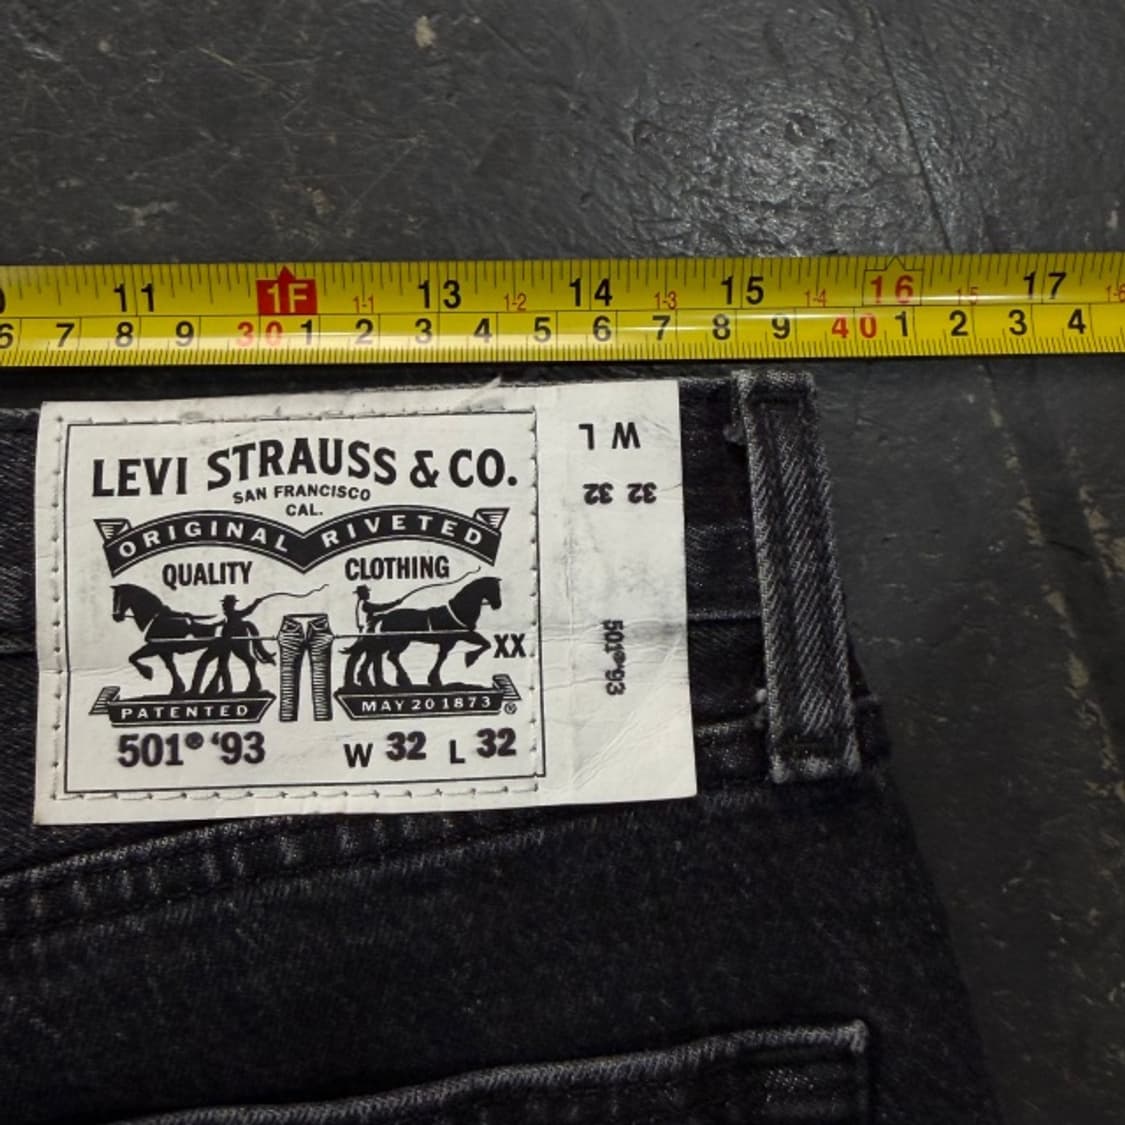 11 1F 1-1 13 1-2 14 1-3 15 1-4 16 1-5 17 1-6
6 7 8 9 30 1 2 3 4 5 6 7 8 9 40 1 2 3 4
LEVI STRAUSS & CO.
SAN FRANCISCO
CAL.
ORIGINAL RIVETED
QUALITY CLOTHING
XX
PATENTED MAY 20 1873 ®
501® ‘93 W 32 L 32
W L
32 32
501®'93